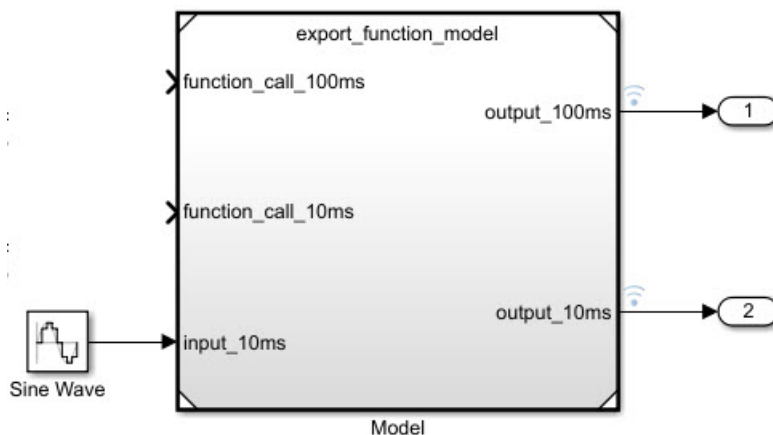 export_function_model
function_call_100ms
output_100ms
1
function_call_10ms
output_10ms
2
input_10ms
Sine Wave
Model